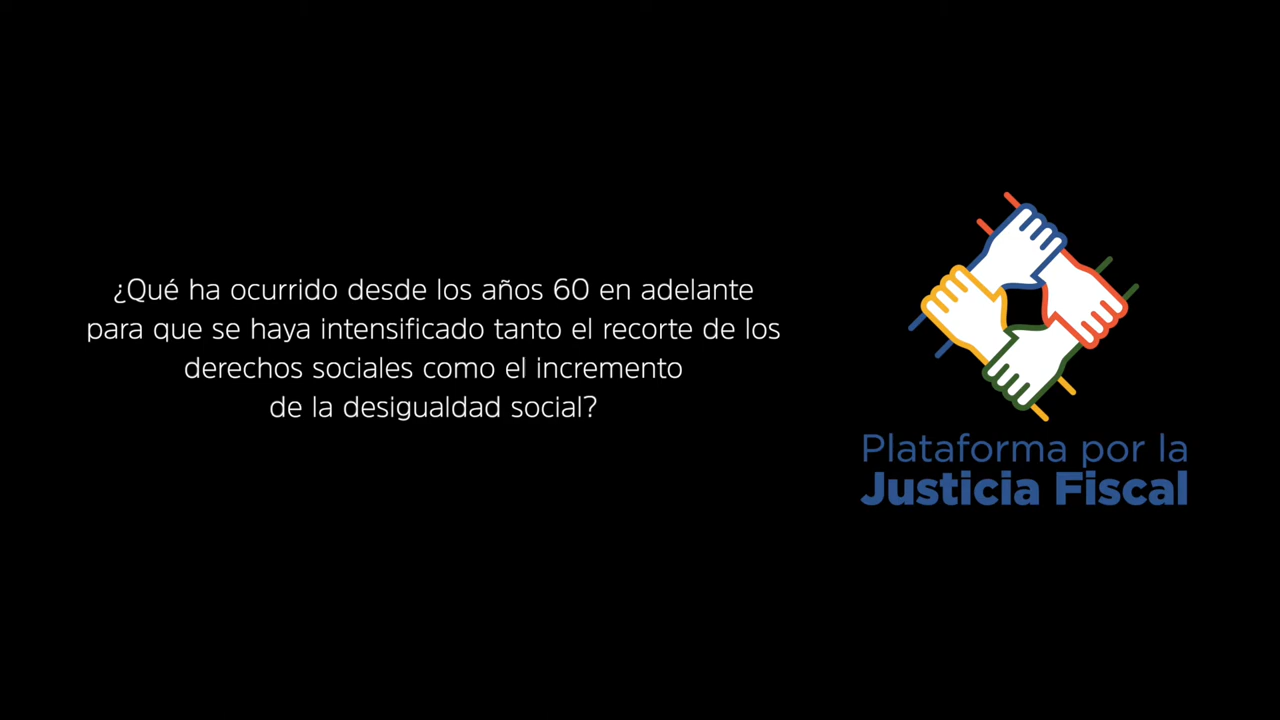 ¿Qué ha ocurrido desde los años 60 en adelante
para que se haya intensificado tanto el recorte de los
derechos sociales como el incremento
de la desigualdad social?
Plataforma por la
Justicia Fiscal